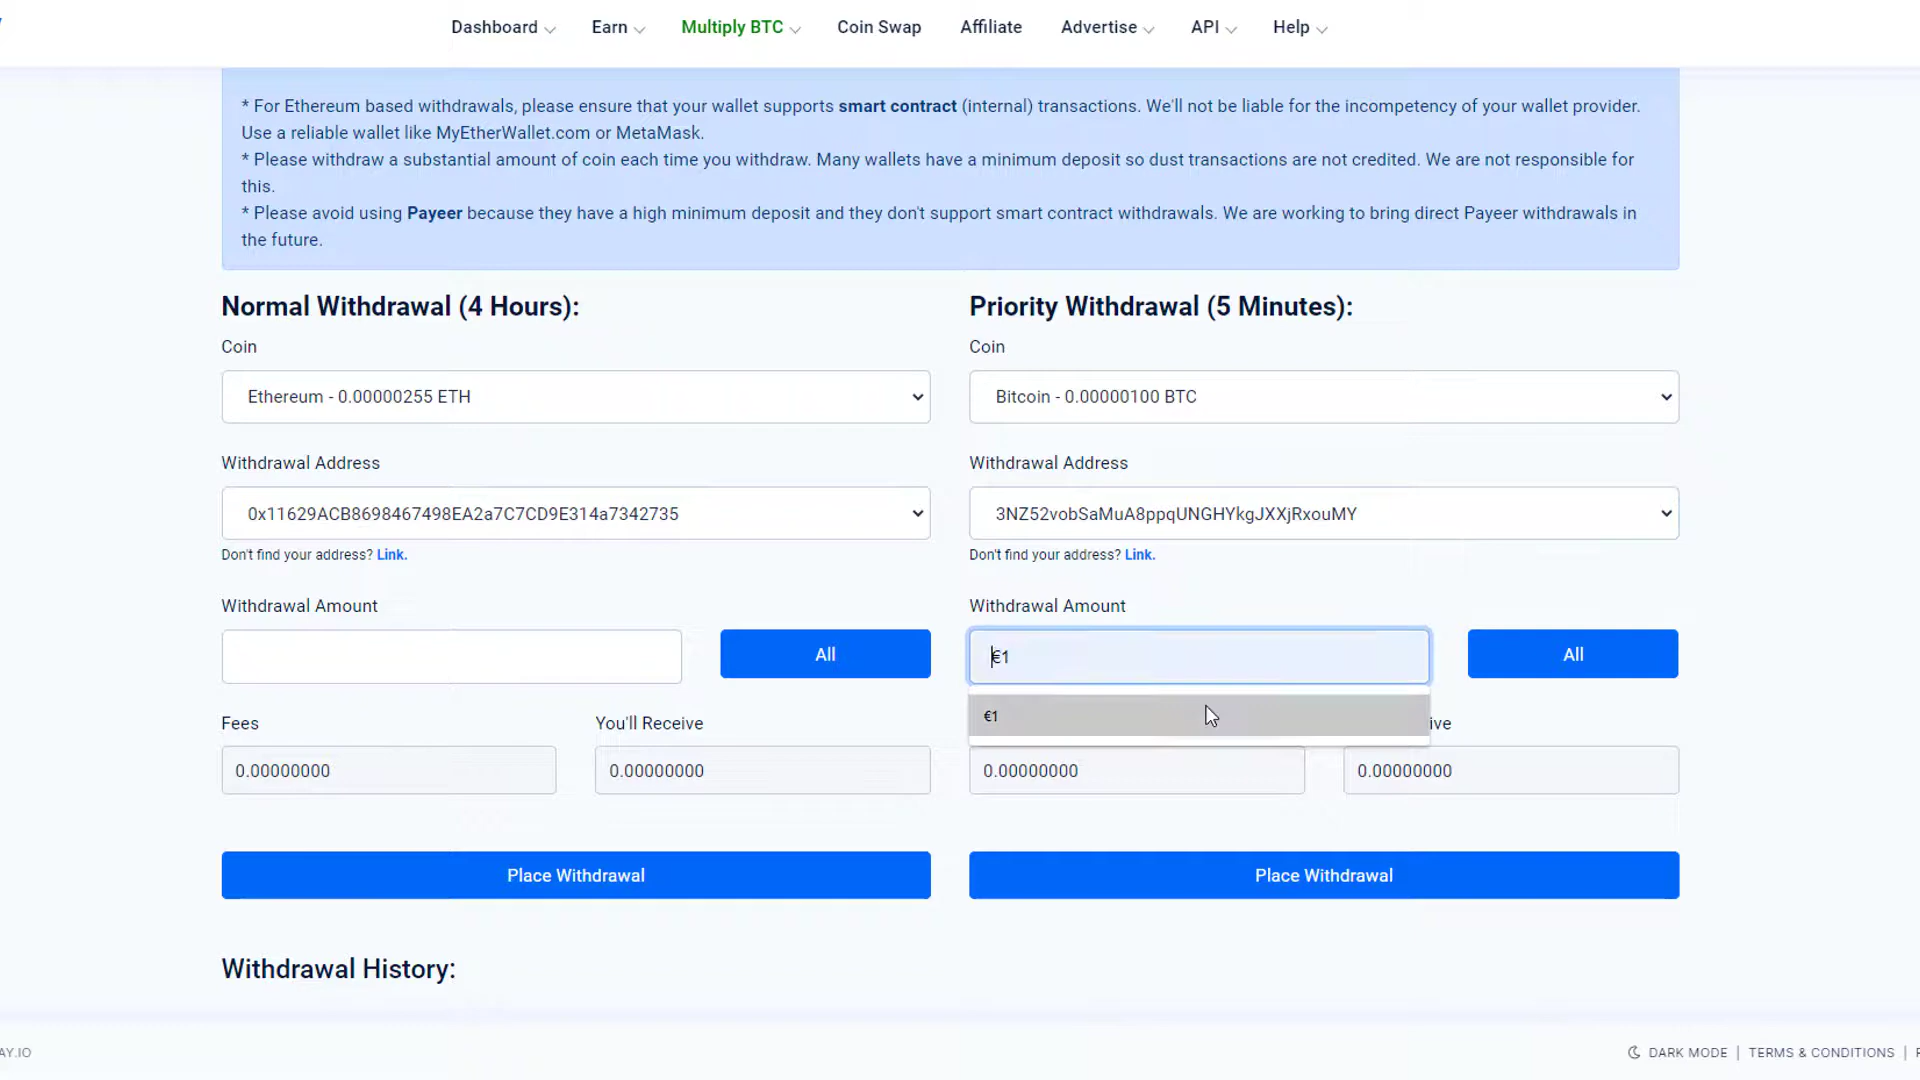 Dashboard Earn Multiply BTC Coin Swap Affiliate Advertise API Help
* For Ethereum based withdrawals, please ensure that your wallet supports smart contract (internal) transactions. We'll not be liable for the incompetency of your wallet provider.
Use a reliable wallet like MyEtherWallet.com or MetaMask.
* Please withdraw a substantial amount of coin each time you withdraw. Many wallets have a minimum deposit so dust transactions are not credited. We are not responsible for
this.
* Please avoid using Payeer because they have a high minimum deposit and they don't support smart contract withdrawals. We are working to bring direct Payeer withdrawals in
the future.
Normal Withdrawal (4 Hours):
Coin
Ethereum - 0.00000255 ETH
Withdrawal Address
0x11629ACB8698467498EA2a7C7CD9E314a7342735
Don't find your address? Link.
Withdrawal Amount
All
Fees You'll Receive
0.00000000 0.00000000
Place Withdrawal
Priority Withdrawal (5 Minutes):
Coin
Bitcoin - 0.00000100 BTC
Withdrawal Address
3NZ52vobSaMuA8ppqUNGHYkgJXXjRxouMY
Don't find your address? Link.
Withdrawal Amount
€1 All
€1
ive
0.00000000 0.00000000
Place Withdrawal
Withdrawal History:
AY.IO DARK MODE | TERMS & CONDITIONS |